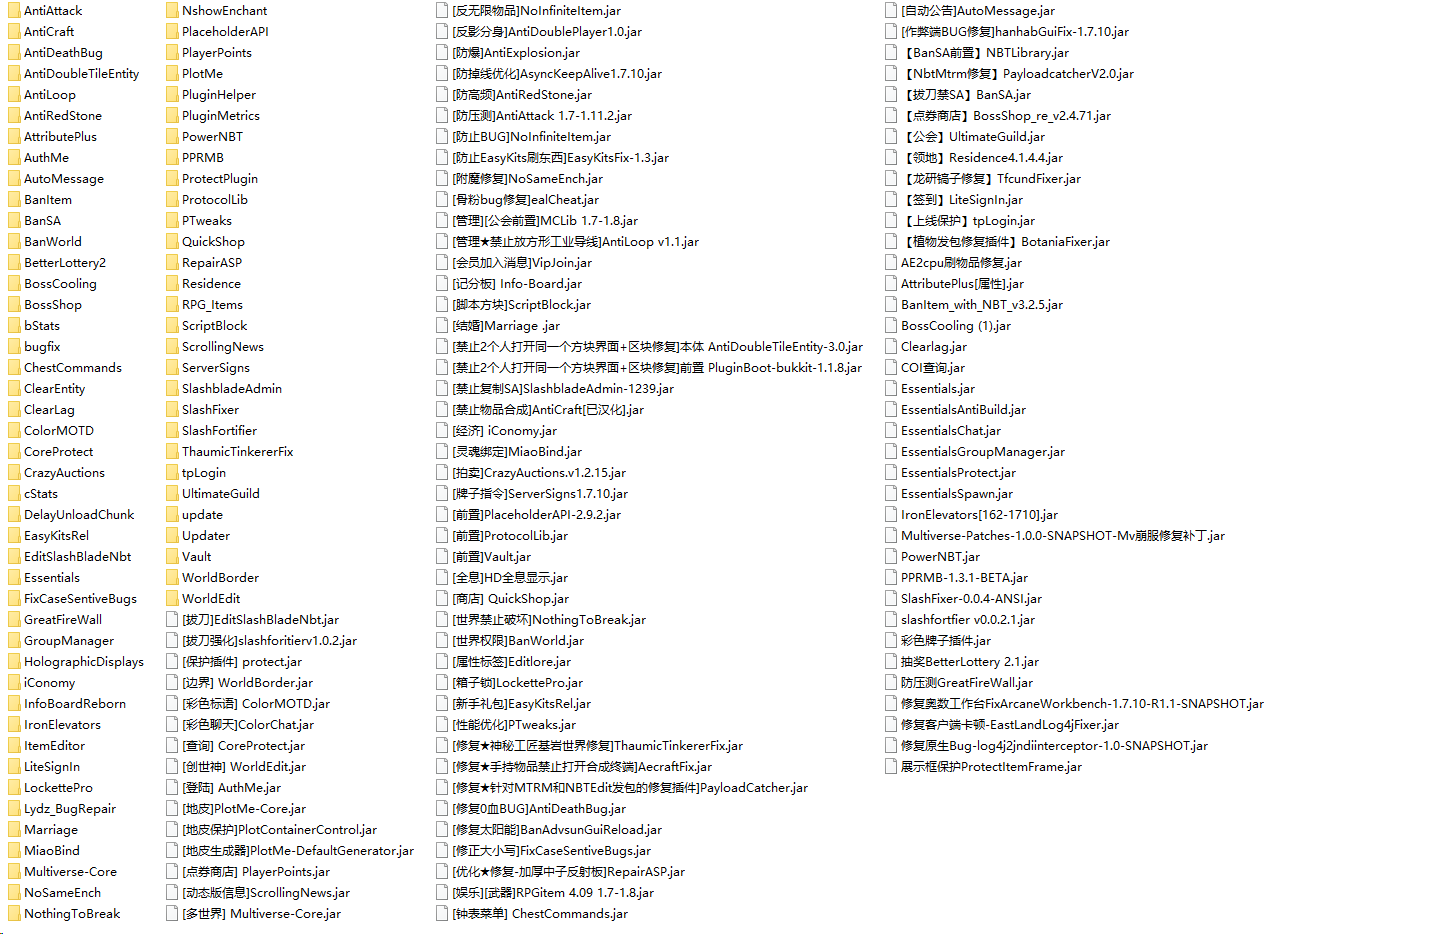 AntiAttack
AntiCraft
AntiDeathBug
AntiDoubleTileEntity
AntiLoop
AntiRedStone
AttributePlus
AuthMe
AutoMessage
BanItem
BanSA
BanWorld
BetterLottery2
BossCooling
BossShop
bStats
bugfix
ChestCommands
ClearEntity
ClearLag
ColorMOTD
CoreProtect
CrazyAuctions
cStats
DelayUnloadChunk
EasyKitsRel
EditSlashBladeNbt
Essentials
FixCaseSentiveBugs
GreatFireWall
GroupManager
HolographicDisplays
iConomy
InfoBoardReborn
IronElevators
ItemEditor
LiteSignIn
LockettePro
Lydz_BugRepair
Marriage
MiaoBind
Multiverse-Core
NoSameEnch
NothingToBreak
NshowEnchant
PlaceholderAPI
PlayerPoints
PlotMe
PluginHelper
PluginMetrics
PowerNBT
PPRMB
ProtectPlugin
ProtocolLib
PTweaks
QuickShop
RepairASP
Residence
RPG_Items
ScriptBlock
ScrollingNews
ServerSigns
SlashbladeAdmin
SlashFixer
SlashFortifier
ThaumicTinkererFix
tpLogin
UltimateGuild
update
Updater
Vault
WorldBorder
WorldEdit
[拔刀]EditSlashBladeNbt.jar
[拔刀强化]slashforitierv1.0.2.jar
[保护插件] protect.jar
[边界] WorldBorder.jar
[彩色标语] ColorMOTD.jar
[彩色聊天]ColorChat.jar
[查询] CoreProtect.jar
[创世神] WorldEdit.jar
[登陆] AuthMe.jar
[地皮]PlotMe-Core.jar
[地皮保护]PlotContainerControl.jar
[地皮生成器]PlotMe-DefaultGenerator.jar
[点券商店] PlayerPoints.jar
[动态版信息]ScrollingNews.jar
[多世界] Multiverse-Core.jar
[反无限物品]NoInfiniteItem.jar
[反影分身]AntiDoublePlayer1.0.jar
[防爆]AntiExplosion.jar
[防掉线优化]AsyncKeepAlive1.7.10.jar
[防高频]AntiRedStone.jar
[防压测]AntiAttack 1.7-1.11.2.jar
[防止BUG]NoInfiniteItem.jar
[防止EasyKits刷东西]EasyKitsFix-1.3.jar
[附魔修复]NoSameEnch.jar
[骨粉bug修复]ealCheat.jar
[管理][公会前置]MCLib 1.7-1.8.jar
[管理★禁止放方形工业导线]AntiLoop v1.1.jar
[会员加入消息]VipJoin.jar
[记分板] Info-Board.jar
[脚本方块]ScriptBlock.jar
[结婚]Marriage .jar
[禁止2个人打开同一个方块界面+区块修复]本体 AntiDoubleTileEntity-3.0.jar
[禁止2个人打开同一个方块界面+区块修复]前置 PluginBoot-bukkit-1.1.8.jar
[禁止复制SA]SlashbladeAdmin-1239.jar
[禁止物品合成]AntiCraft[已汉化].jar
[经济] iConomy.jar
[灵魂绑定]MiaoBind.jar
[拍卖]CrazyAuctions.v1.2.15.jar
[牌子指令]ServerSigns1.7.10.jar
[前置]PlaceholderAPI-2.9.2.jar
[前置]ProtocolLib.jar
[前置]Vault.jar
[全息]HD全息显示.jar
[商店] QuickShop.jar
[世界禁止破坏]NothingToBreak.jar
[世界权限]BanWorld.jar
[属性标签]Editlore.jar
[箱子锁]LockettePro.jar
[新手礼包]EasyKitsRel.jar
[性能优化]PTweaks.jar
[修复★神秘工匠基岩世界修复]ThaumicTinkererFix.jar
[修复★手持物品禁止打开合成终端]AecraftFix.jar
[修复★针对MTRM和NBTEdit发包的修复插件]PayloadCatcher.jar
[修复0血BUG]AntiDeathBug.jar
[修复太阳能]BanAdvsunGuiReload.jar
[修正大小写]FixCaseSentiveBugs.jar
[优化★修复-加厚中子反射板]RepairASP.jar
[娱乐][武器]RPGitem 4.09 1.7-1.8.jar
[钟表菜单] ChestCommands.jar
[自动公告]AutoMessage.jar
[作弊端BUG修复]hanhabGuiFix-1.7.10.jar
【BanSA前置】NBTLibrary.jar
【NbtMtrm修复】PayloadcatcherV2.0.jar
【拔刀禁SA】BanSA.jar
【点券商店】BossShop_re_v2.4.71.jar
【公会】UltimateGuild.jar
【领地】Residence4.1.4.4.jar
【龙研镐子修复】TfcundFixer.jar
【签到】LiteSignIn.jar
【上线保护】tpLogin.jar
【植物发包修复插件】BotaniaFixer.jar
AE2cpu刷物品修复.jar
AttributePlus[属性].jar
BanItem_with_NBT_v3.2.5.jar
BossCooling (1).jar
Clearlag.jar
COI查询.jar
Essentials.jar
EssentialsAntiBuild.jar
EssentialsChat.jar
EssentialsGroupManager.jar
EssentialsProtect.jar
EssentialsSpawn.jar
IronElevators[162-1710].jar
Multiverse-Patches-1.0.0-SNAPSHOT-Mv崩服修复补丁.jar
PowerNBT.jar
PPRMB-1.3.1-BETA.jar
SlashFixer-0.0.4-ANSI.jar
slashfortfier v0.0.2.1.jar
彩色牌子插件.jar
抽奖BetterLottery 2.1.jar
防压测GreatFireWall.jar
修复奥数工作台FixArcaneWorkbench-1.7.10-R1.1-SNAPSHOT.jar
修复客户端卡顿-EastLandLog4jFixer.jar
修复原生Bug-log4j2jndiinterceptor-1.0-SNAPSHOT.jar
展示框保护ProtectItemFrame.jar